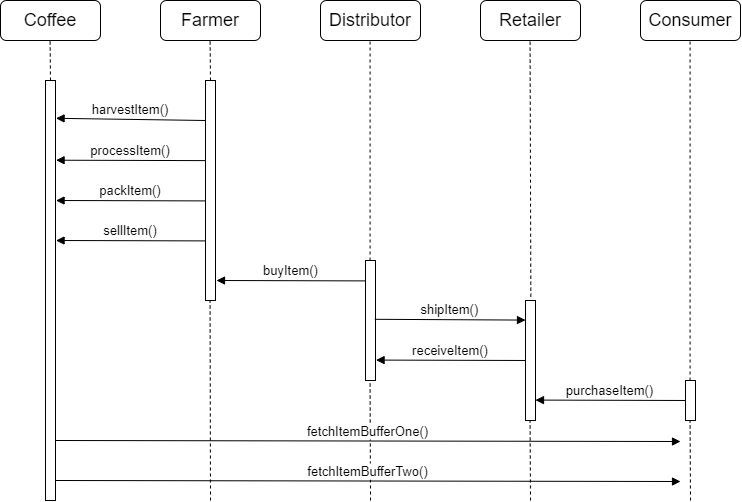 Coffee
Farmer
Distributor
Retailer
Consumer
harvestItem()
processItem()
packItem()
sellItem()
buyItem()
shipItem()
receiveItem()
purchaseItem()
fetchItemBufferOne()
fetchItemBufferTwo()